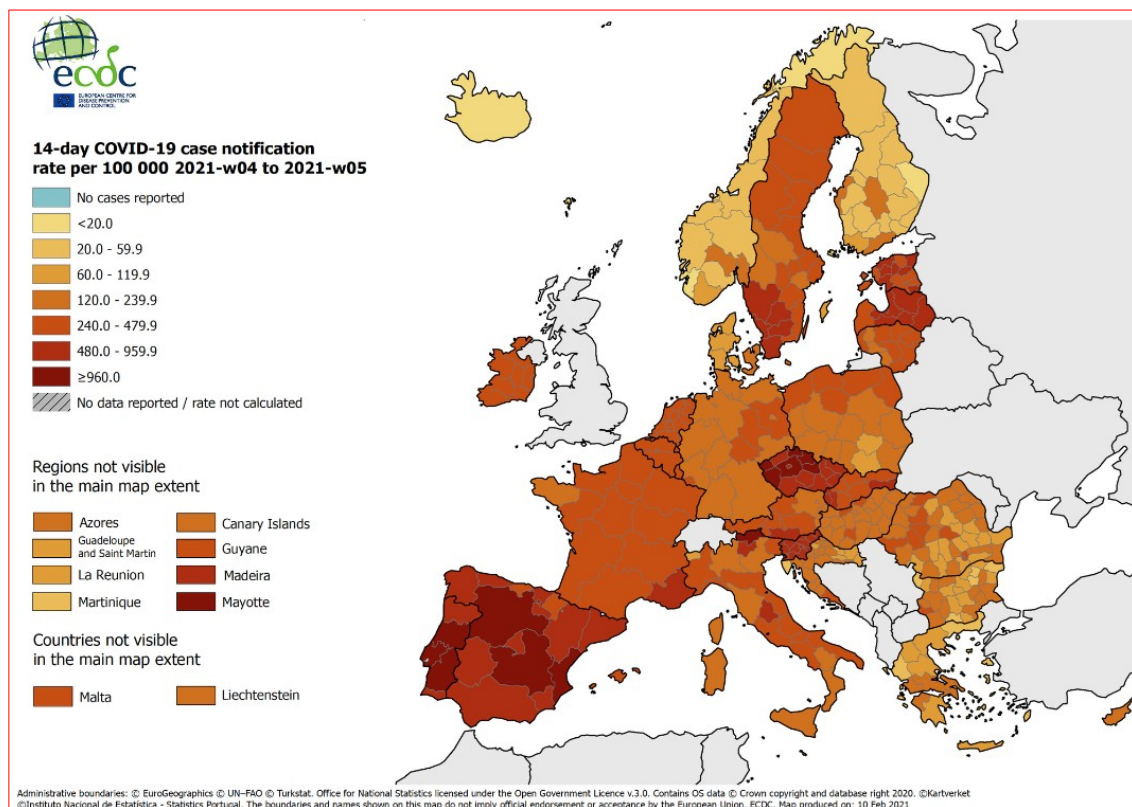 ecdc
EUROPEAN CENTRE FOR
DISEASE PREVENTION
AND CONTROL
14-day COVID-19 case notification
rate per 100 000 2021-w04 to 2021-w05
No cases reported
<20.0
20.0 - 59.9
60.0 - 119.9
120.0 - 239.9
240.0 - 479.9
480.0 - 959.9
≥960.0
No data reported / rate not calculated
Regions not visible
in the main map extent
Azores
Canary Islands
Guadeloupe
and Saint Martin
Guyane
La Reunion
Madeira
Martinique
Mayotte
Countries not visible
in the main map extent
Malta
Liechtenstein
Administrative boundaries: © EuroGeographics © UN–FAO © Turkstat. Office for National Statistics licensed under the Open Government Licence v.3.0. Contains OS data © Crown copyright and database right 2020. ©Kartverket
©Instituto Nacional de Estatística - Statistics Portugal. The boundaries and names shown on this map do not imply official endorsement or acceptance by the European Union. ECDC. Map produced on: 10 Feb 2021